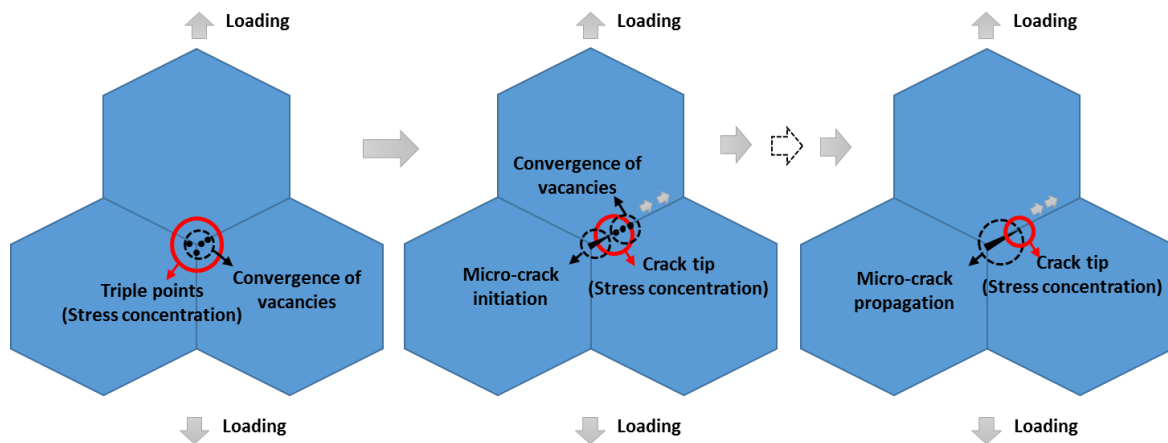 Loading
Triple points
(Stress concentration)
Convergence of
vacancies
Loading
Loading
Convergence of
vacancies
Micro-crack
initiation
Crack tip
(Stress concentration)
Loading
Loading
Micro-crack
propagation
Crack tip
(Stress concentration)
Loading